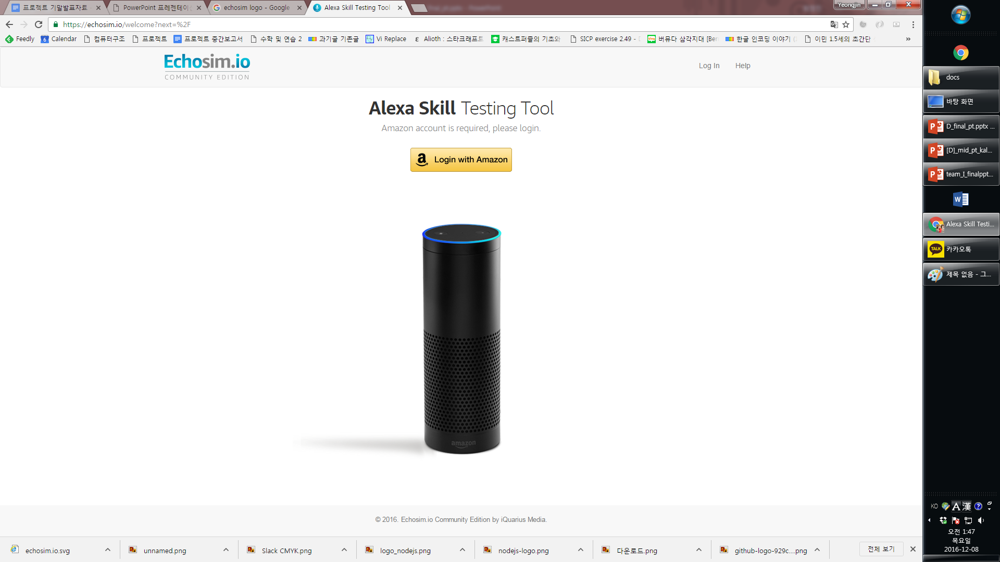 프로젝트 기말발표자료
PowerPoint 프레젠테이션
echosim logo - Google
Alexa Skill Testing Tool
Yeongjin
https://echosim.io/welcome?next=%2F
Feedly
Calendar
컴퓨터구조
프로젝트
프로젝트 중간보고서
수학 및 연습 2
과기글 기존글
Vi Replace
Alioth : 스타크래프트
캐스트퍼즐의 기초와
SICP exercise 2.49 -
버뮤다 삼각지대 [Ber
한글 인코딩 이야기
이민 1.5세의 초간단
»
Echosim.io
COMMUNITY EDITION
Log In
Help
Alexa Skill Testing Tool
Amazon account is required, please login.
Login with Amazon
amazon
© 2016. Echosim.io Community Edition by iQuarius Media.
echosim.io.svg
unnamed.png
Slack CMYK.png
logo_nodejs.png
nodejs-logo.png
다운로드.png
github-logo-929c....png
전체 보기
docs
바탕 화면
D_final_pt.pptx ...
[D]_mid_pt_kal...
team_I_finalppt...
Alexa Skill Testi...
TALK
카카오톡
제목 없음 - 그...
KO
A 漢
오전 1:47
목요일
2016-12-08